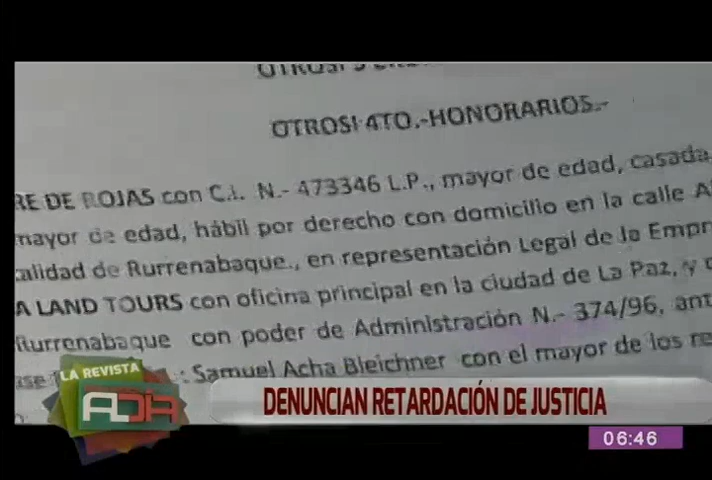 OTROSI 4TO.-HONORARIOS.-
RE DE ROJAS con C.I. N.- 473346 L.P., mayor de edad, casada,
mayor de edad, hábil por derecho con domicilio en la calle A
alidad de Rurrenabaque., en representación Legal de la Empr
A LAND TOURS con oficina principal en la ciudad de La Paz, y
Rurrenabaque con poder de Administración N.- 374/96, ant
: Samuel Acha Bleichner con el mayor de los re
LA REVISTA
AL DIA
DENUNCIAN RETARDACIÓN DE JUSTICIA
06:46